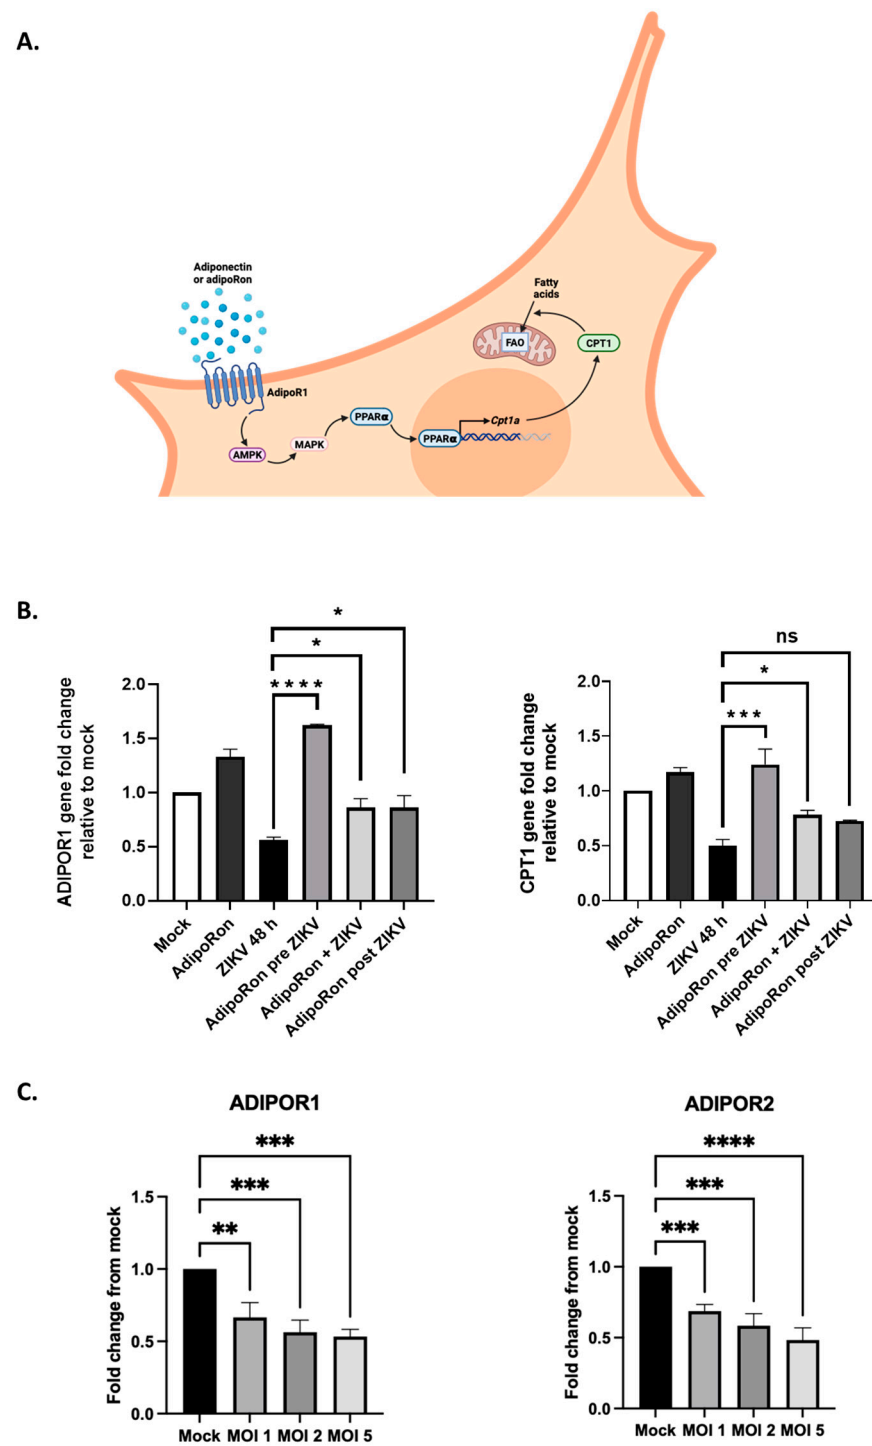 A.
Adiponectin
or adipoRon
AdipoR1
AMPK
MAPK
PPARα
PPARα
Cpt1a
CPT1
Fatty
acids
FAO
B.
ADIPOR1 gene fold change
relative to mock
2.0
1.5
1.0
0.5
0.0
*
*
****
Mock
AdipoRon
ZIKV 48 h
AdipoRon pre ZIKV
AdipoRon + ZIKV
AdipoRon post ZIKV
CPT1 gene fold change
relative to mock
2.0
1.5
1.0
0.5
0.0
ns
*
***
Mock
AdipoRon
ZIKV 48 h
AdipoRon pre ZIKV
AdipoRon + ZIKV
AdipoRon post ZIKV
C.
ADIPOR1
Fold change from mock
1.5
1.0
0.5
0.0
***
***
**
Mock MOI 1 MOI 2 MOI 5
ADIPOR2
Fold change from mock
1.5
1.0
0.5
0.0
****
***
***
Mock MOI 1 MOI 2 MOI 5